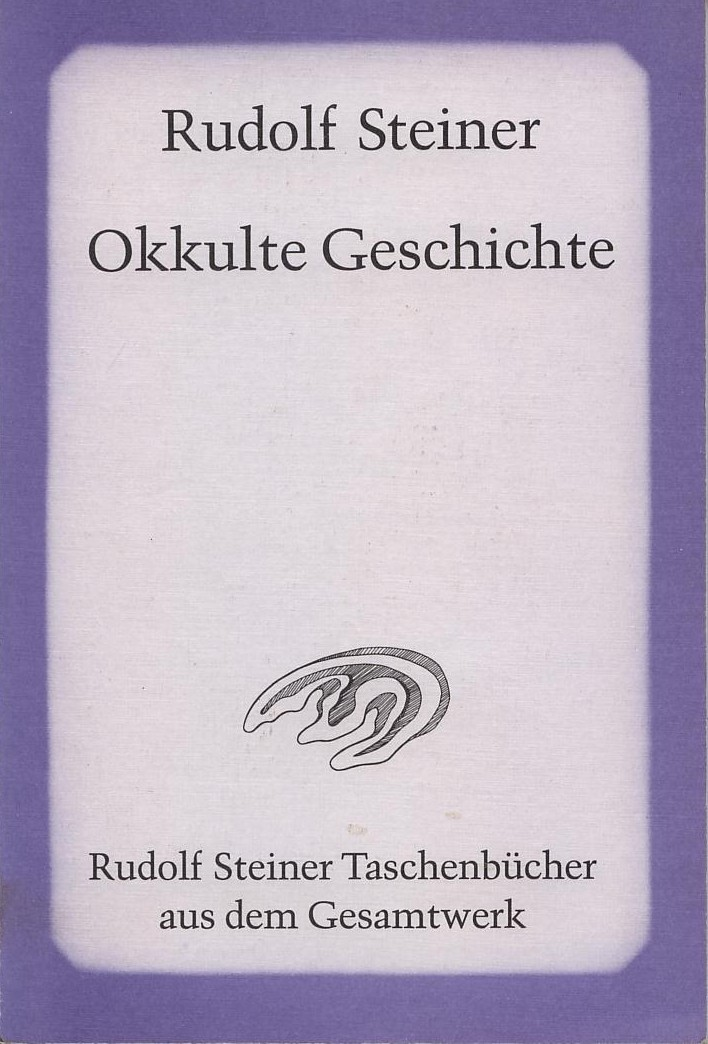 Rudolf Steiner
Okkulte Geschichte
Rudolf Steiner Taschenbücher
aus dem Gesamtwerk